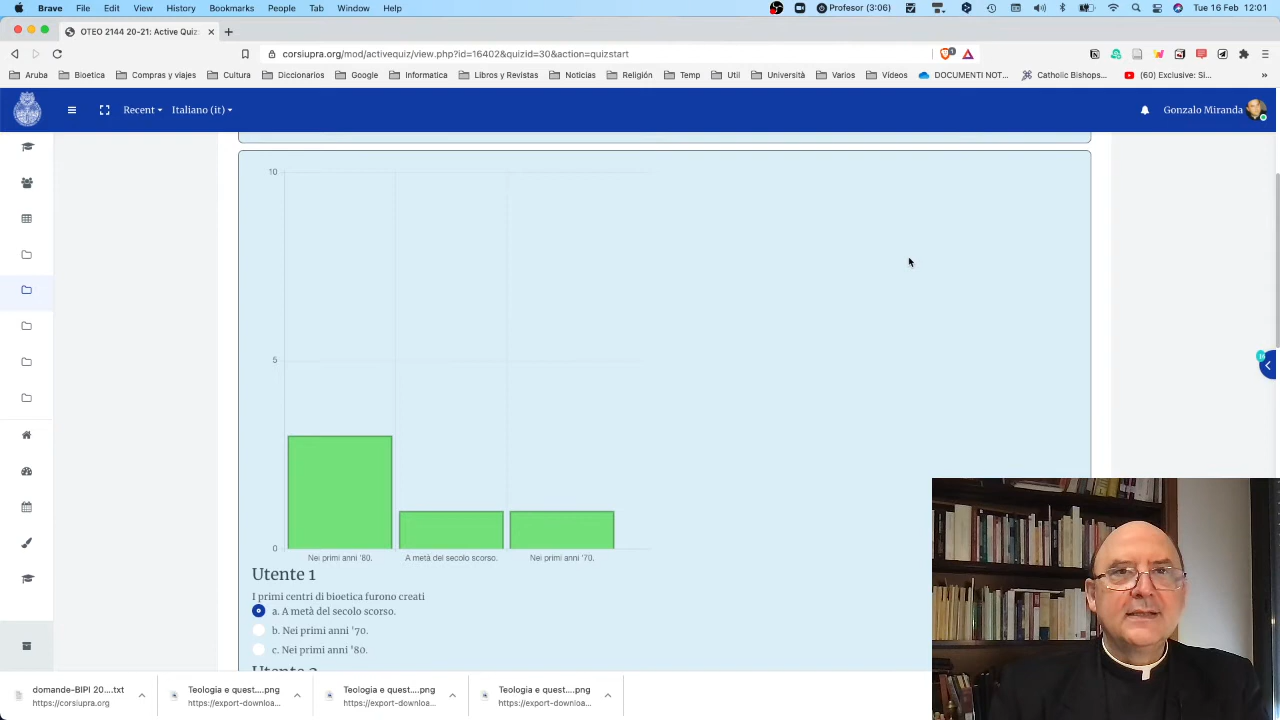 Brave File Edit View History Bookmarks People Tab Window Help Profesor (3:06) Tue 16 Feb 12:01
OTEO 2144 20-21: Active Quiz:
corsiupra.org/mod/activequiz/view.php?id=16402&quizid=30&action=quizstart
Aruba Bioetica Compras y viajes Cultura Diccionarios Google Informatica Libros y Revistas Noticias Religión Temp Util Università Varios Vídeos DOCUMENTI NOT... Catholic Bishops... (60) Exclusive: Si... »
Recent Italiano (it) Gonzalo Miranda
10
5
0
Nei primi anni '80. A metà del secolo scorso. Nei primi anni '70.
Utente 1
I primi centri di bioetica furono creati
a. A metà del secolo scorso.
b. Nei primi anni '70.
c. Nei primi anni '80.
domande-BIPI 20....txt Teologia e quest....png Teologia e quest....png Teologia e quest....png
https://corsiupra.org https://export-downloa... https://export-downloa... https://export-downloa...